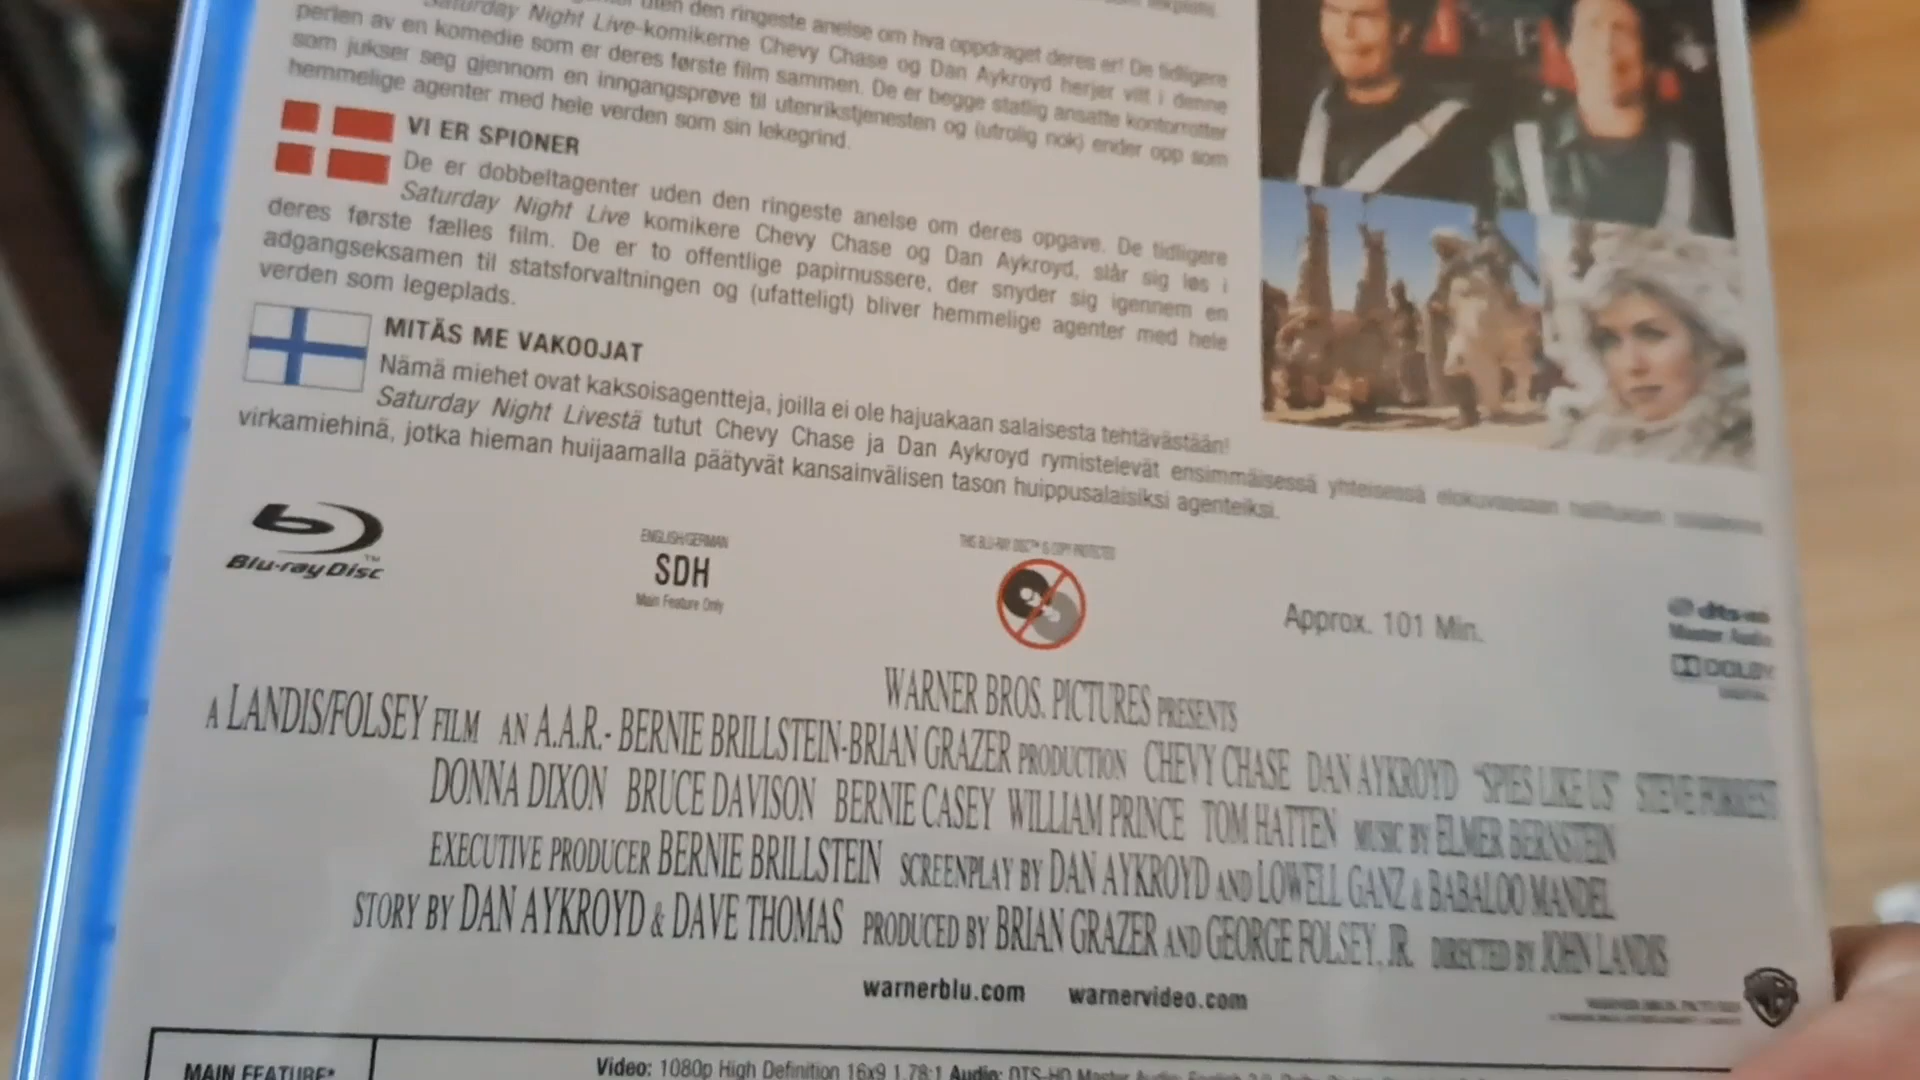 uten den ringeste anelse om hva oppdraget deres er! De tidligere
Saturday Night Live-komikerne Chevy Chase og Dan Aykroyd herjer vilt i denne
perlen av en komedie som er deres første film sammen. De er begge statlig ansatte kontorrotter
som jukser seg gjennom en inngangsprøve til utenrikstjenesten og (utrolig nok) ender opp som
hemmelige agenter med hele verden som sin lekegrind.
VI ER SPIONER
De er dobbeltagenter uden den ringeste anelse om deres opgave. De tidligere
Saturday Night Live komikere Chevy Chase og Dan Aykroyd, slår sig løs i
deres første fælles film. De er to offentlige papirnussere, der snyder sig igennem en
adgangseksamen til statsforvaltningen og (ufatteligt) bliver hemmelige agenter med hele
verden som legeplads.
MITÄS ME VAKOOJAT
Nämä miehet ovat kaksoisagentteja, joilla ei ole hajuakaan salaisesta tehtävästään!
Saturday Night Livestä tutut Chevy Chase ja Dan Aykroyd rymistelevät ensimmäisessä yhteisessä elokuvassaan
virkamiehinä, jotka hieman huijaamalla päätyvät kansainvälisen tason huippusalaisiksi agenteiksi.
Blu-ray Disc™
ENGLISH/GERMAN
SDH
Main Feature Only
THIS BLU-RAY DISC™ IS COPY PROTECTED
Approx. 101 Min.
dts-HD
Master Audio
DOLBY
DIGITAL
WARNER BROS. PICTURES PRESENTS
A LANDIS/FOLSEY FILM AN A.A.R.- BERNIE BRILLSTEIN-BRIAN GRAZER PRODUCTION CHEVY CHASE DAN AYKROYD "SPIES LIKE US" STEVE FORREST
DONNA DIXON BRUCE DAVISON BERNIE CASEY WILLIAM PRINCE TOM HATTEN MUSIC BY ELMER BERNSTEIN
EXECUTIVE PRODUCER BERNIE BRILLSTEIN SCREENPLAY BY DAN AYKROYD AND LOWELL GANZ & BABALOO MANDEL
STORY BY DAN AYKROYD & DAVE THOMAS PRODUCED BY BRIAN GRAZER AND GEORGE FOLSEY, JR. DIRECTED BY JOHN LANDIS
warnerblu.com warnervideo.com
MAIN FEATURE*
Video: 1080p High Definition 16x9 1.78:1 Audio: DTS-HD Master